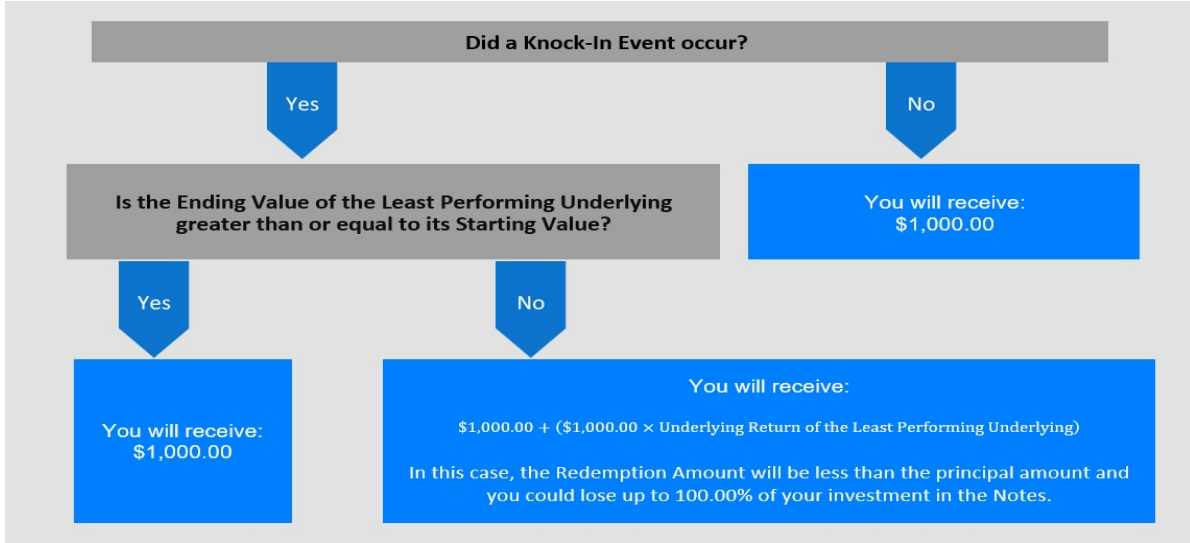 Did a Knock-In Event occur?
Yes
No
Is the Ending Value of the Least Performing Underlying
greater than or equal to its Starting Value?
You will receive:
$1,000.00
Yes
No
You will receive:
$1,000.00
You will receive:
$1,000.00 + ($1,000.00 × Underlying Return of the Least Performing Underlying)
In this case, the Redemption Amount will be less than the principal amount and
you could lose up to 100.00% of your investment in the Notes.